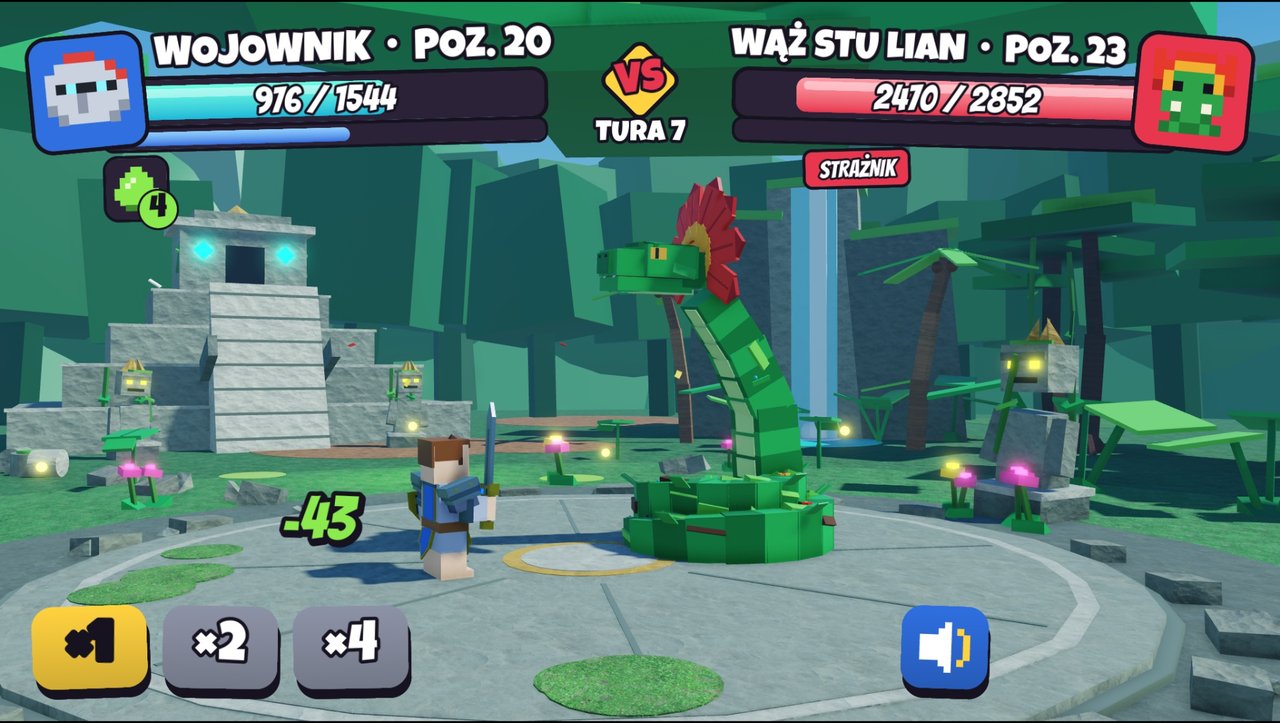 WOJOWNIK • POZ. 20
976 / 1544
4
VS
TURA 7
WĄŻ STU LIAN • POZ. 23
2470 / 2852
STRAŻNIK
-43
×1
×2
×4